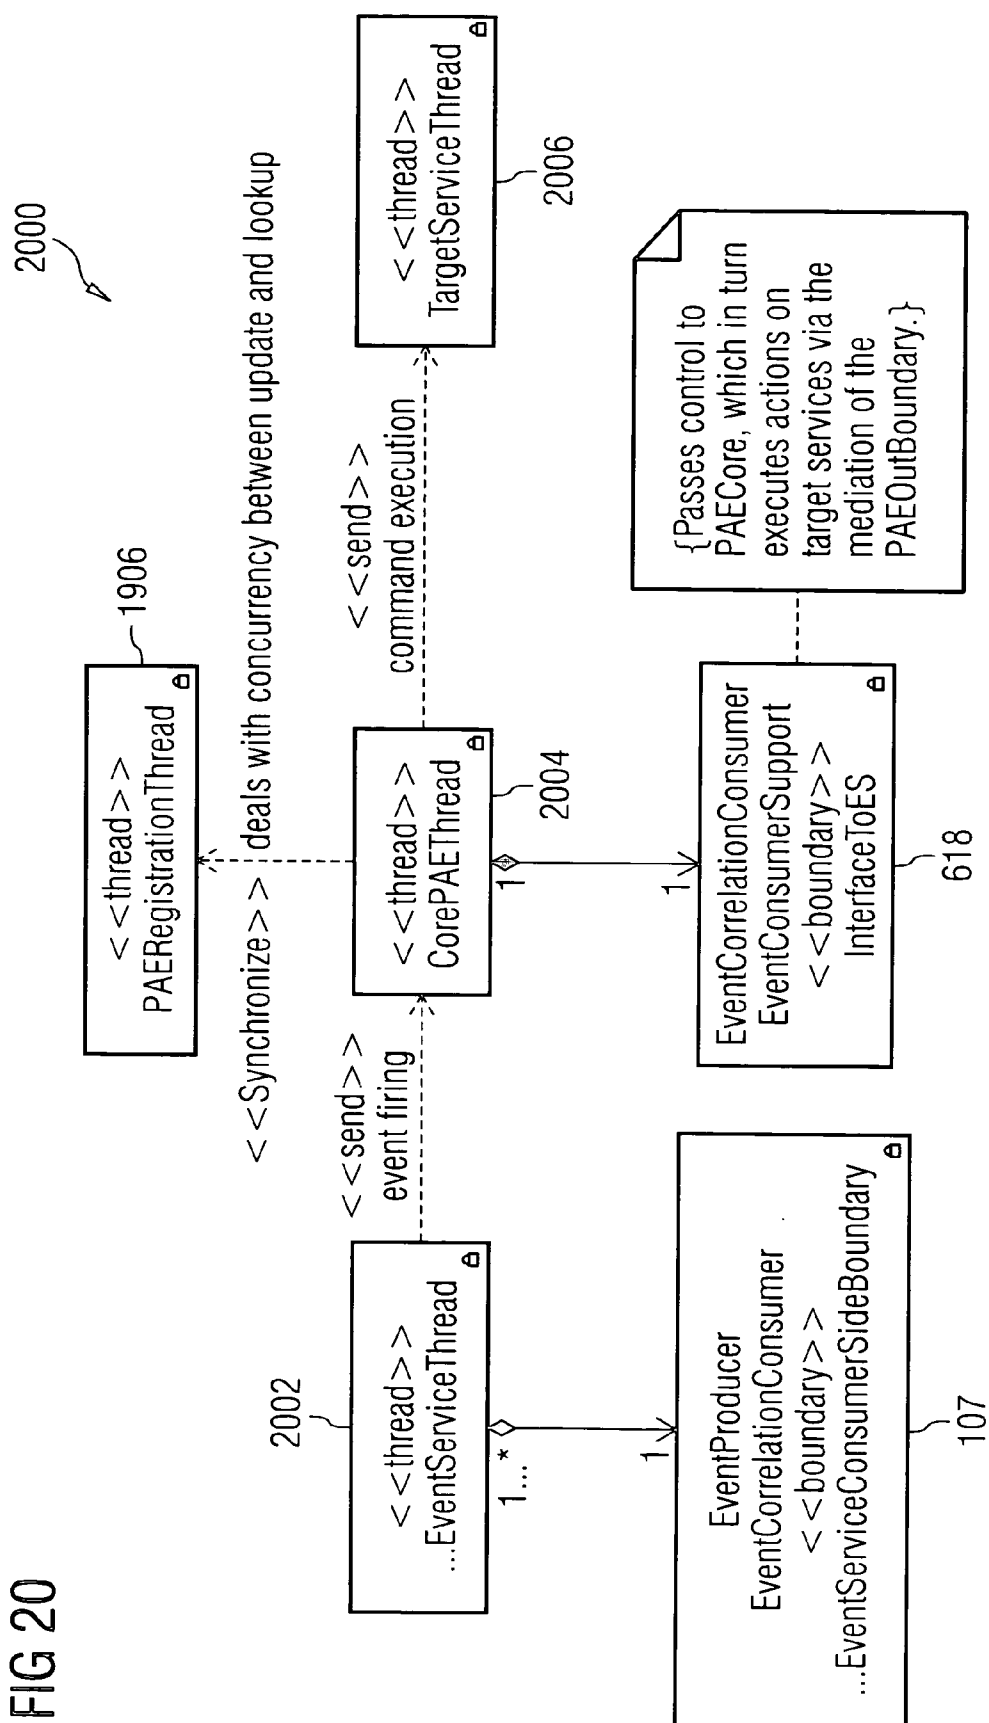 FIG 20
2000
<<thread>>
PAERegistrationThread
1906
<<Synchronize>> deals with concurrency between update and lookup
2002
<<thread>>
...EventServiceThread
1...*
1
<<send>>
event firing
<<thread>>
CorePAEThread
2004
1
1
<<send>>
command execution
<<thread>>
TargetServiceThread
2006
EventProducer
EventCorrelationConsumer
<<boundary>>
...EventServiceConsumerSideBoundary
107
EventCorrelationConsumer
EventConsumerSupport
<<boundary>>
InterfaceToES
618
{Passes control to
PAECore, which in turn
executes actions on
target services via the
mediation of the
PAEOutBoundary.}